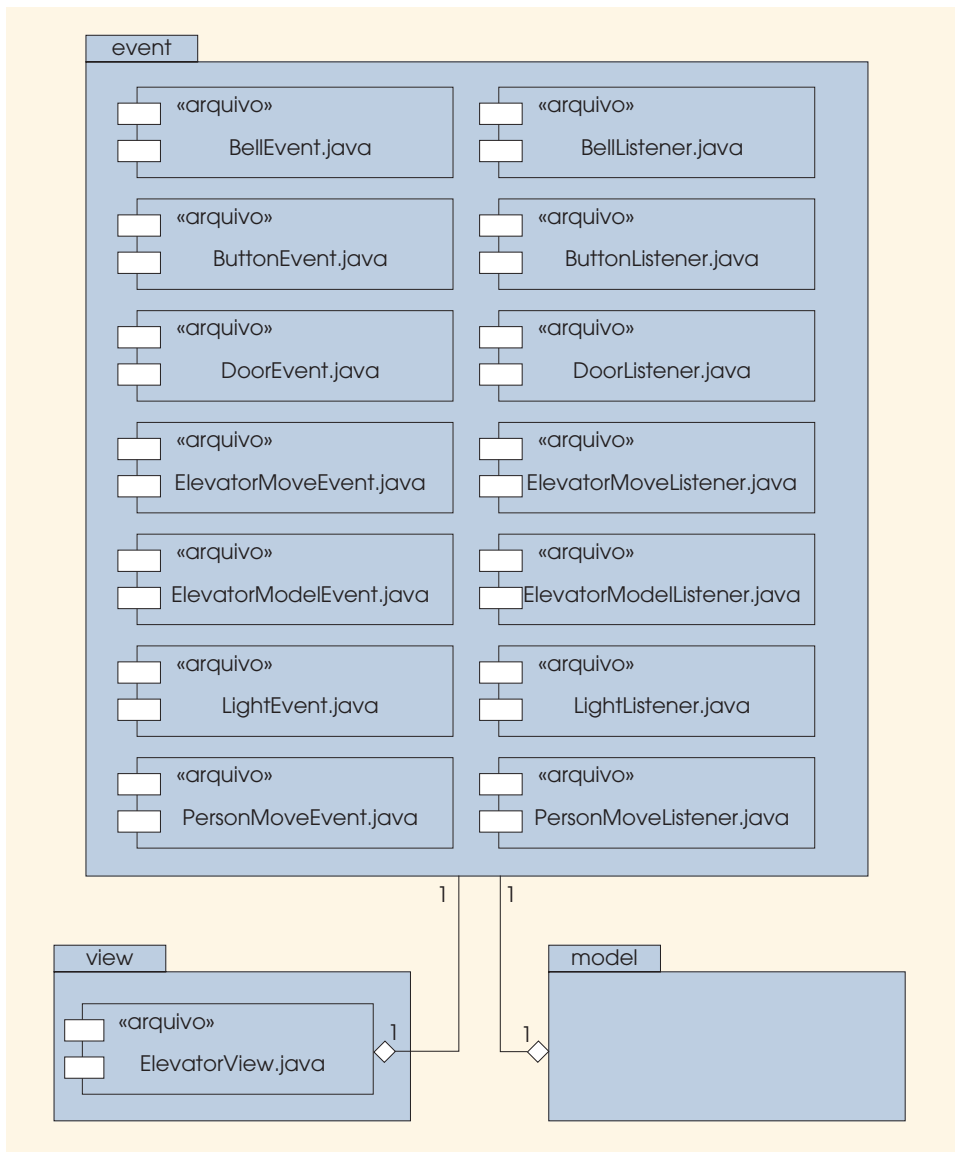 event
«arquivo»
BellEvent.java
«arquivo»
BellListener.java
«arquivo»
ButtonEvent.java
«arquivo»
ButtonListener.java
«arquivo»
DoorEvent.java
«arquivo»
DoorListener.java
«arquivo»
ElevatorMoveEvent.java
«arquivo»
ElevatorMoveListener.java
«arquivo»
ElevatorModelEvent.java
«arquivo»
ElevatorModelListener.java
«arquivo»
LightEvent.java
«arquivo»
LightListener.java
«arquivo»
PersonMoveEvent.java
«arquivo»
PersonMoveListener.java
1
1
view
«arquivo»
ElevatorView.java
1
1
model